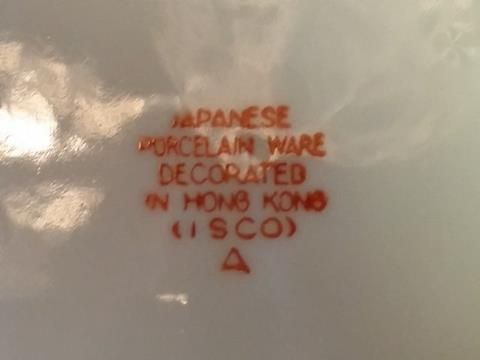 JAPANESE
PORCELAIN WARE
DECORATED
IN HONG KONG
(ISCO)